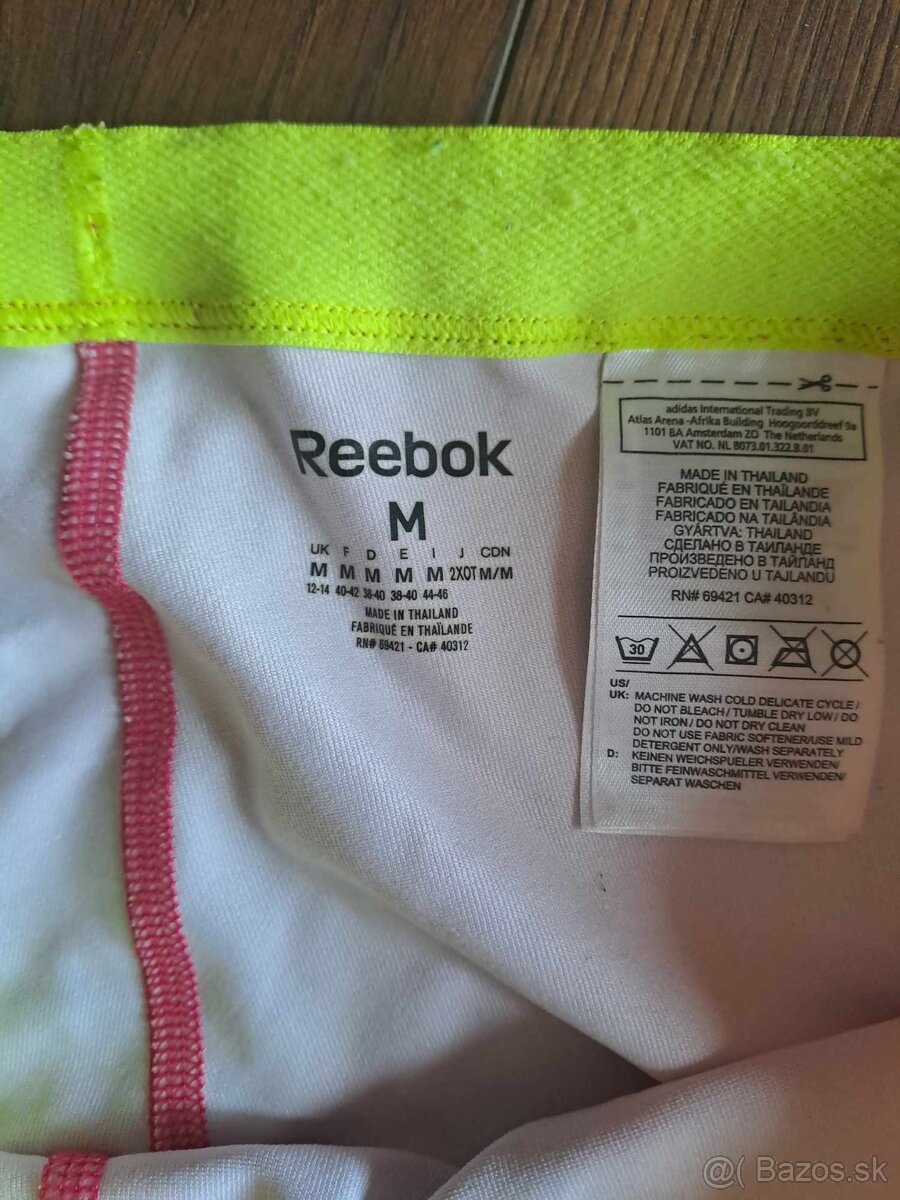 Reebok
M
UK F D E I J CDN
M M M M M 2XOT M/M
12-14 40-42 38-40 38-40 44-46
MADE IN THAILAND
FABRIQUÉ EN THAÏLANDE
RN# 69421 - CA# 40312
adidas International Trading BV
Atlas Arena -Afrika Building Hoogoorddreef 9a
1101 BA Amsterdam ZO The Netherlands
VAT NO. NL 8073.01.322.B.01
MADE IN THAILAND
FABRIQUÉ EN THAÏLANDE
FABRICADO EN TAILANDIA
FABRICADO NA TAILÂNDIA
GYÁRTVA: THAILAND
СДЕЛАНО В ТАИЛАНДЕ
ПРОИЗВЕДЕНО В ТАЙЛАНД
PROIZVEDENO U TAJLANDU
RN# 69421 CA# 40312
30
US/
UK: MACHINE WASH COLD DELICATE CYCLE /
DO NOT BLEACH / TUMBLE DRY LOW / DO
NOT IRON / DO NOT DRY CLEAN
DO NOT USE FABRIC SOFTENER/USE MILD
DETERGENT ONLY/WASH SEPARATELY
D: KEINEN WEICHSPUELER VERWENDEN/
BITTE FEINWASCHMITTEL VERWENDEN/
SEPARAT WASCHEN
@( Bazos.sk